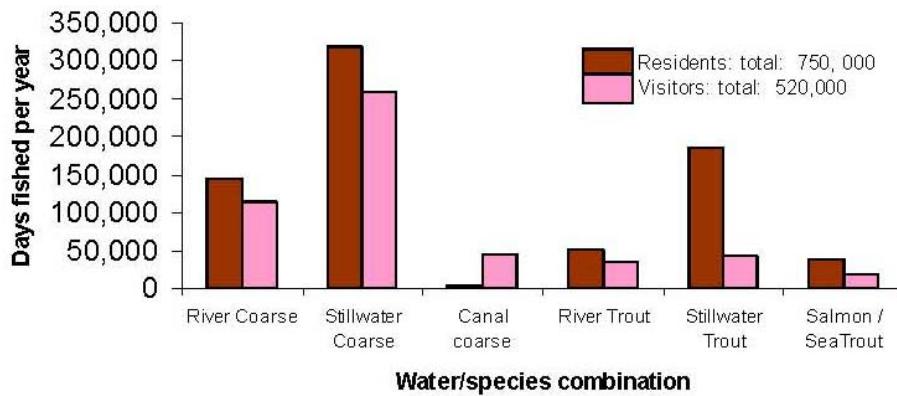 Days fished per year
350,000
300,000
250,000
200,000
150,000
100,000
50,000
0
Residents: total: 750, 000
Visitors: total: 520,000
River Coarse
Stillwater
Coarse
Canal
coarse
River Trout
Stillwater
Trout
Salmon /
SeaTrout
Water/species combination